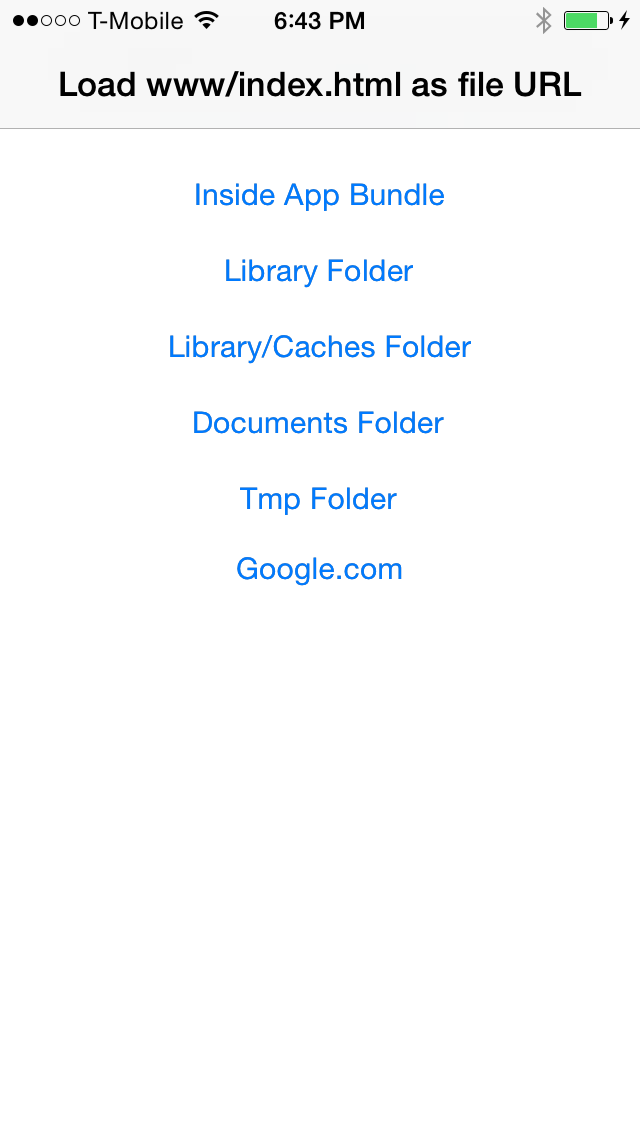 T-Mobile 6:43 PM
Load www/index.html as file URL
Inside App Bundle
Library Folder
Library/Caches Folder
Documents Folder
Tmp Folder
Google.com